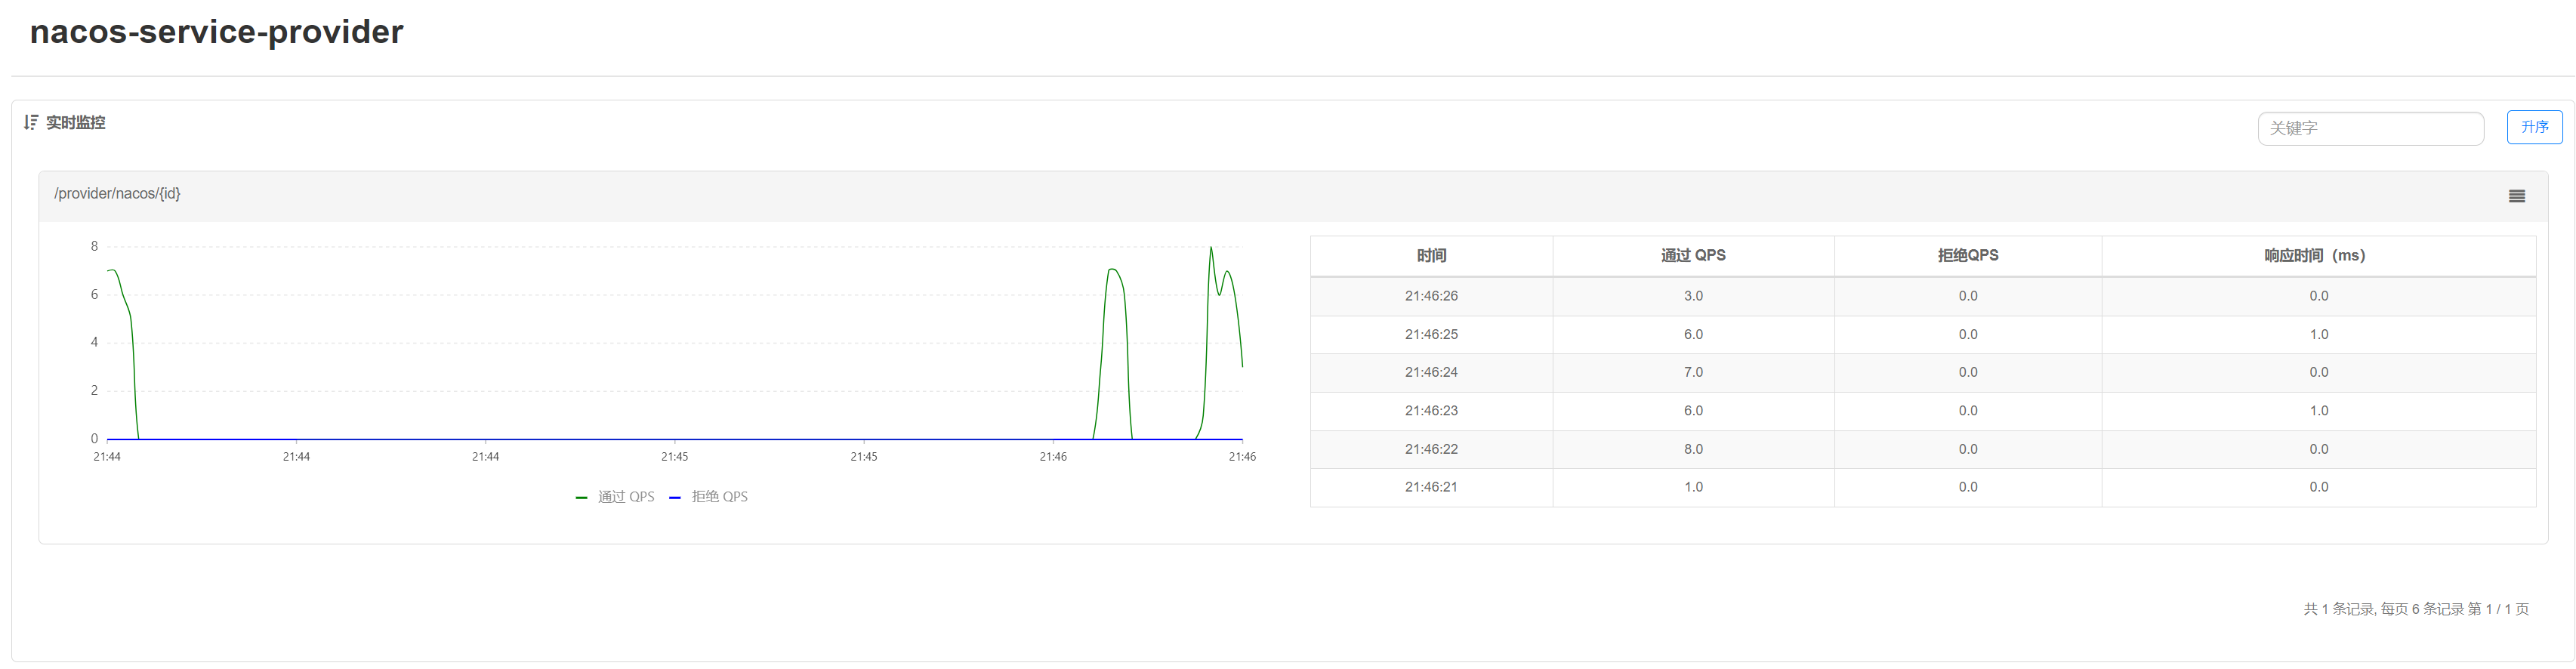 nacos-service-provider
实时监控
关键字
升序
/provider/nacos/{id}
8
6
4
2
0
21:44 21:44 21:44 21:45 21:45 21:46 21:46
通过 QPS 拒绝 QPS
时间 通过 QPS 拒绝QPS 响应时间（ms）
21:46:26 3.0 0.0 0.0
21:46:25 6.0 0.0 1.0
21:46:24 7.0 0.0 0.0
21:46:23 6.0 0.0 1.0
21:46:22 8.0 0.0 0.0
21:46:21 1.0 0.0 0.0
共 1 条记录, 每页 6 条记录 第 1 / 1 页